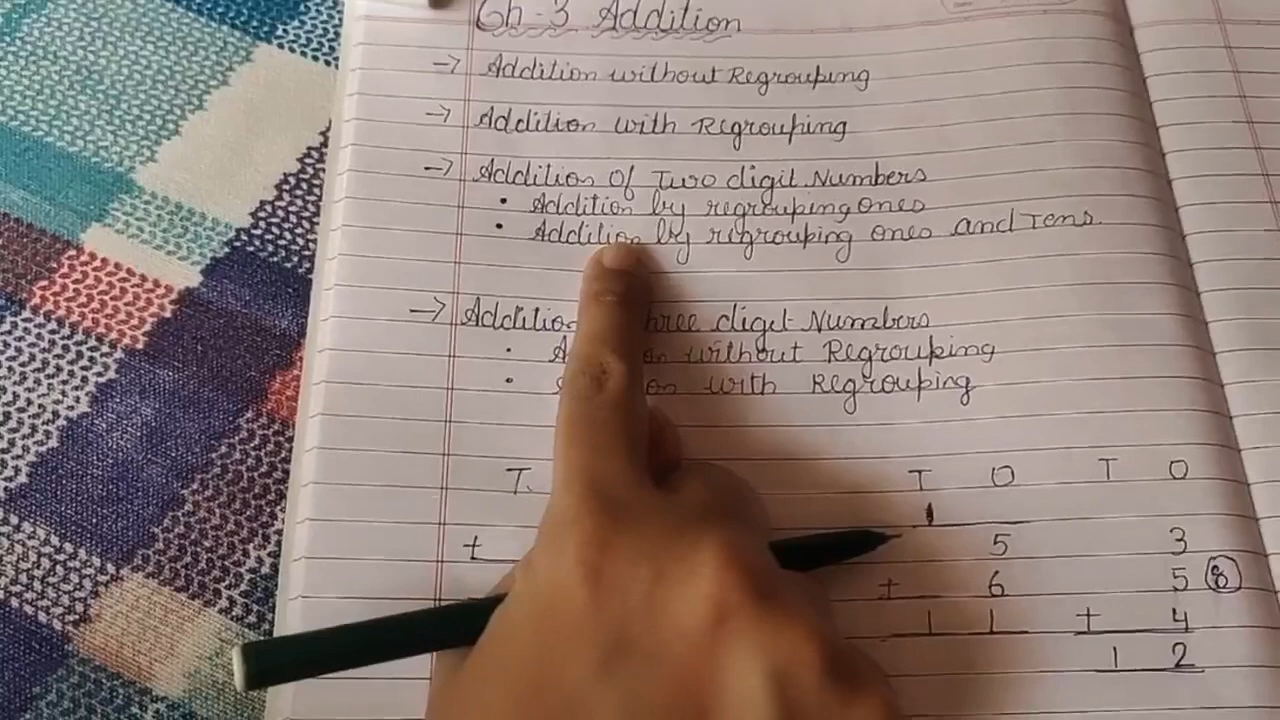 Ch-3 Addition
→ Addition without Regrouping
→ Addition with Regrouping
→ Addition Of Two digit Numbers
• Addition by regrouping ones
• Addition by regrouping ones and Tens.
→ Addition Three digit Numbers
• without Regrouping
• with Regrouping
T. T O T O
1
+ 5 3
+ 6 5 8
1 1 + 4
1 2